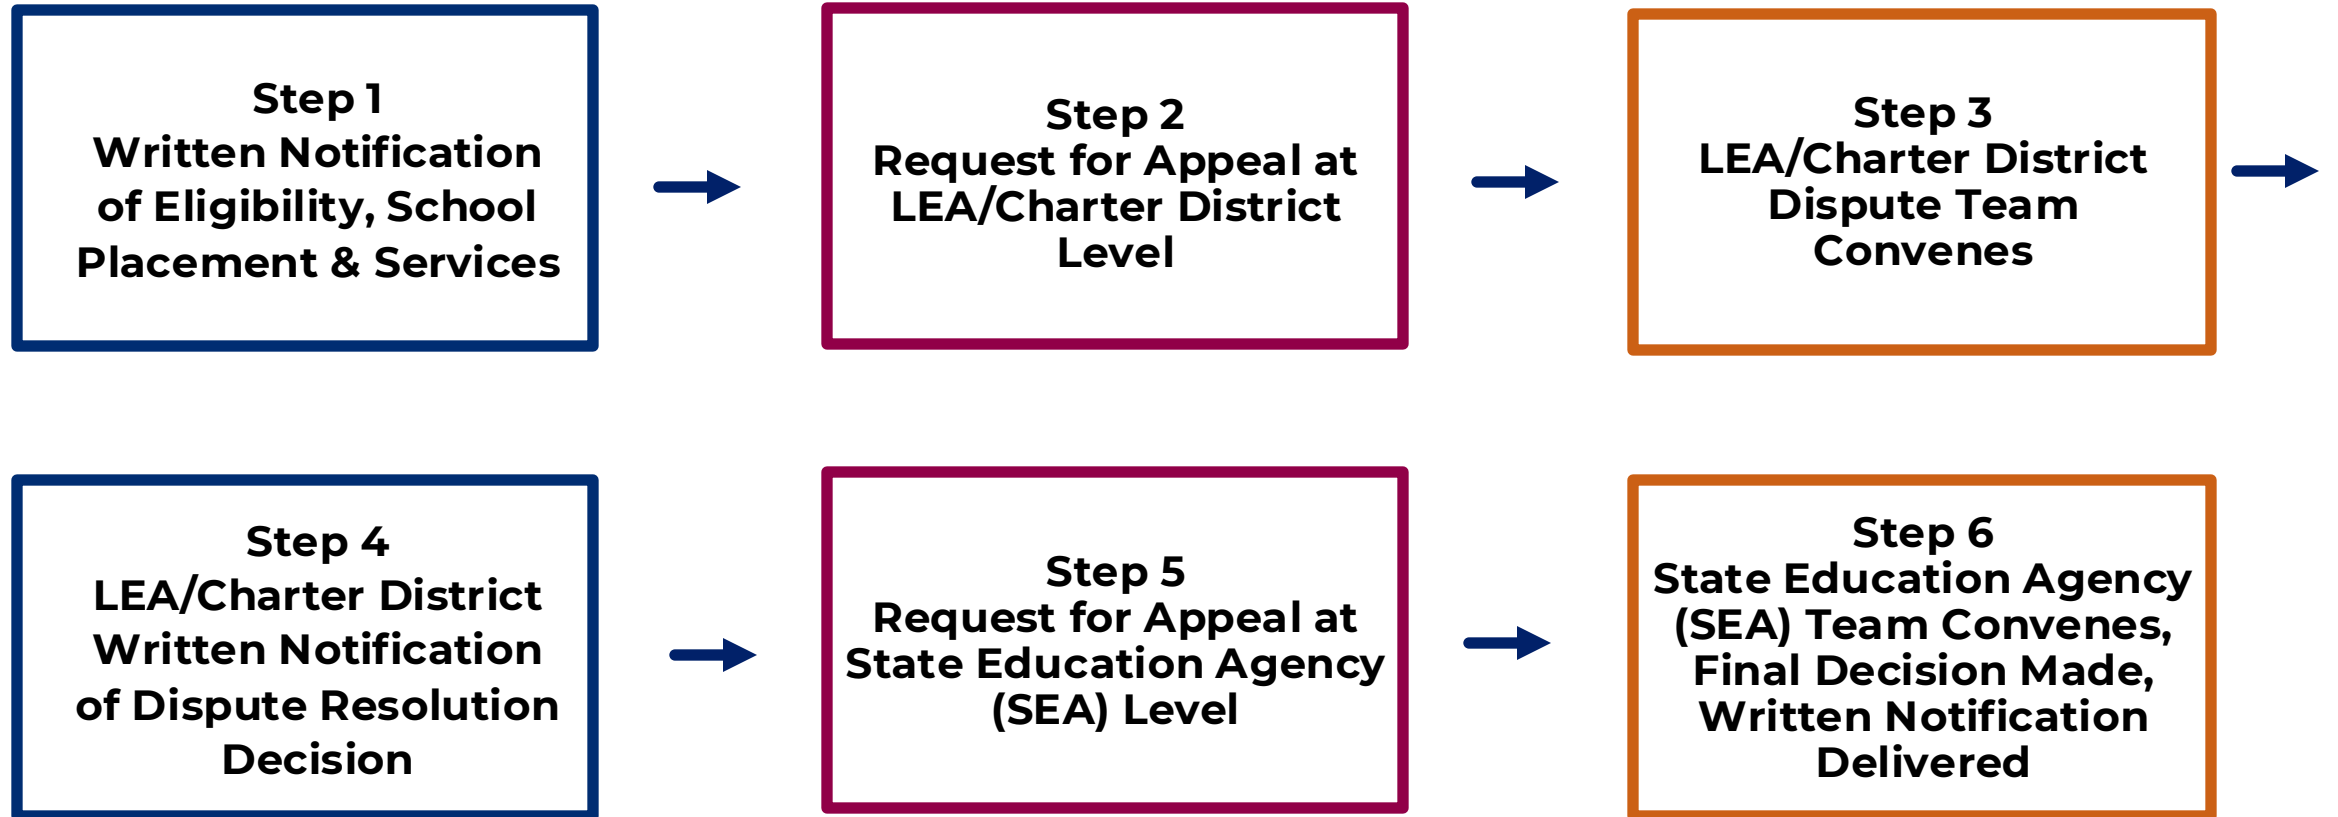 Step 1
Written Notification
of Eligibility, School
Placement & Services
Step 2
Request for Appeal at
LEA/Charter District
Level
Step 3
LEA/Charter District
Dispute Team
Convenes
Step 4
LEA/Charter District
Written Notification
of Dispute Resolution
Decision
Step 5
Request for Appeal at
State Education Agency
(SEA) Level
Step 6
State Education Agency
(SEA) Team Convenes,
Final Decision Made,
Written Notification
Delivered